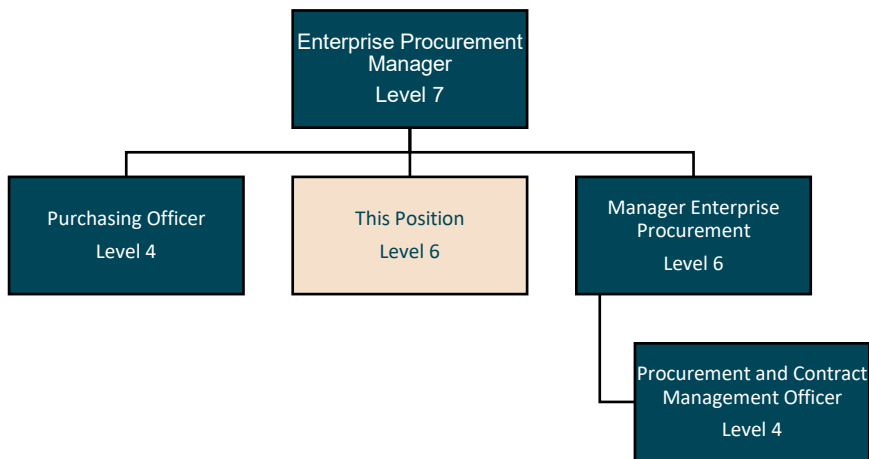 Enterprise Procurement
Manager
Level 7
Purchasing Officer
Level 4
This Position
Level 6
Manager Enterprise
Procurement
Level 6
Procurement and Contract
Management Officer
Level 4